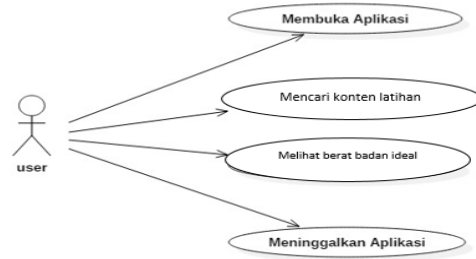 Membuka Aplikasi
Mencari konten latihan
Melihat berat badan ideal
user
Meninggalkan Aplikasi